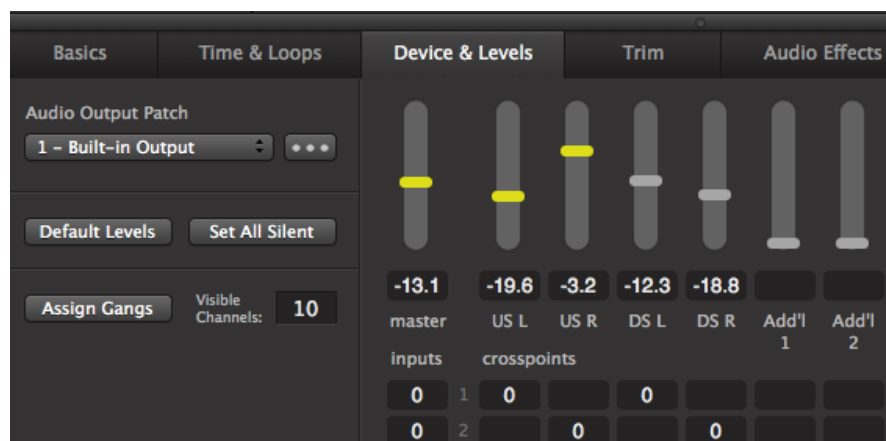 Basics Time & Loops Device & Levels Trim Audio Effects
Audio Output Patch
1 – Built-in Output
Default Levels Set All Silent
Assign Gangs Visible Channels: 10
-13.1 -19.6 -3.2 -12.3 -18.8
master US L US R DS L DS R Add'l 1 Add'l 2
inputs crosspoints
0 1 0 0
0 2 0 0